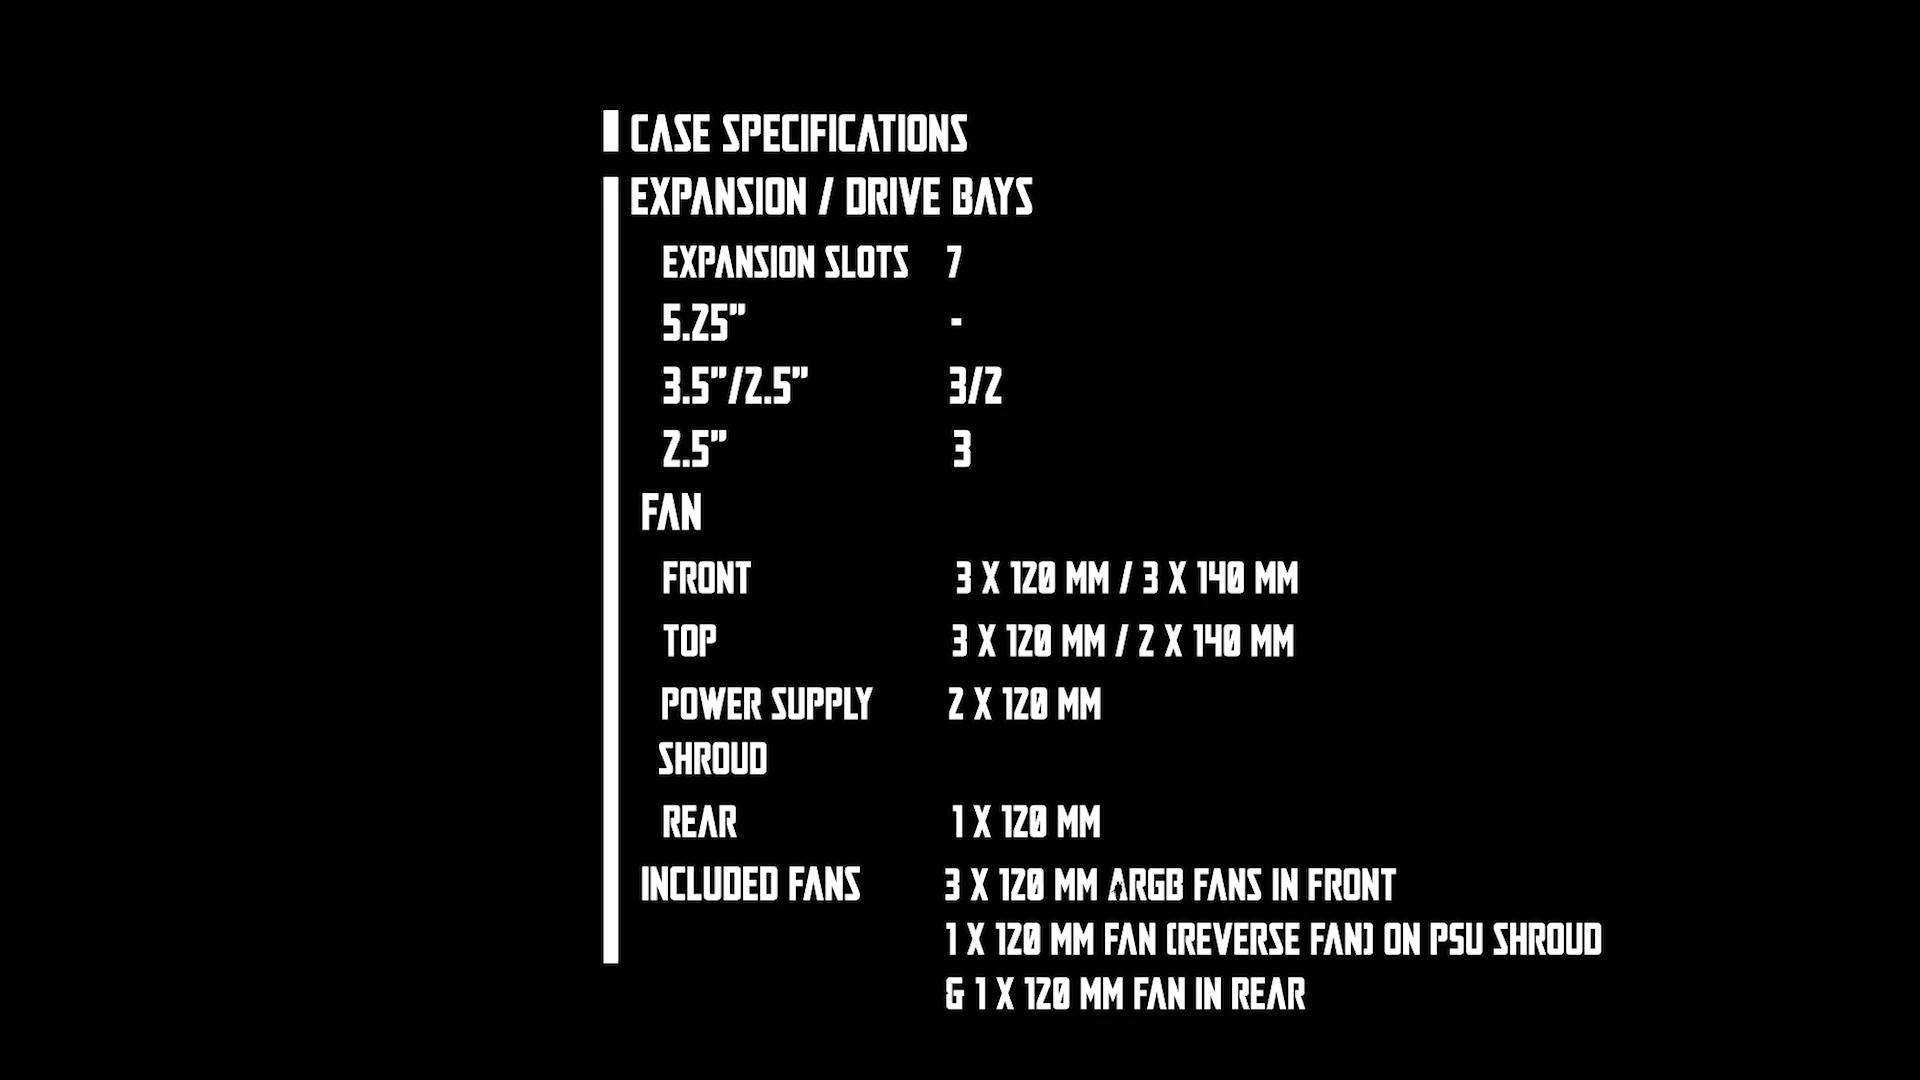 CASE SPECIFICATIONS
EXPANSION / DRIVE BAYS
EXPANSION SLOTS 7
5.25" -
3.5"/2.5" 3/2
2.5" 3
FAN
FRONT 3 X 120 MM / 3 X 140 MM
TOP 3 X 120 MM / 2 X 140 MM
POWER SUPPLY 2 X 120 MM
SHROUD
REAR 1 X 120 MM
INCLUDED FANS 3 X 120 MM ARGB FANS IN FRONT
1 X 120 MM FAN (REVERSE FAN) ON PSU SHROUD
& 1 X 120 MM FAN IN REAR